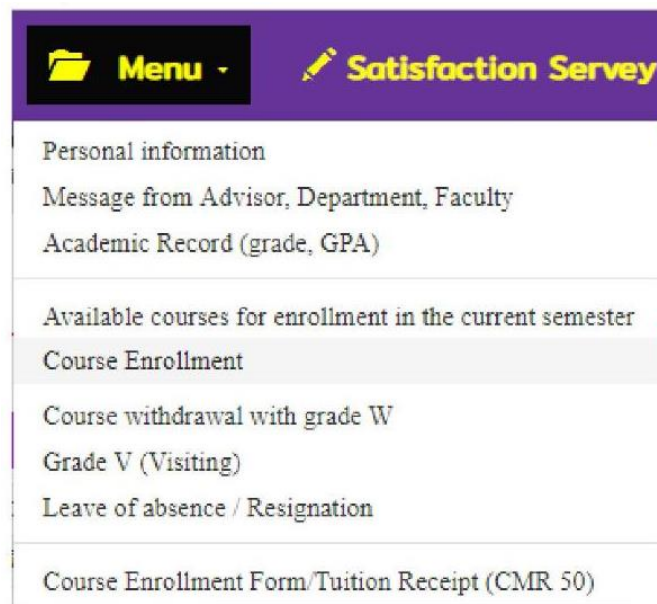 Menu
Satisfaction Servey
Personal information
Message from Advisor, Department, Faculty
Academic Record (grade, GPA)
Available courses for enrollment in the current semester
Course Enrollment
Course withdrawal with grade W
Grade V (Visiting)
Leave of absence / Resignation
Course Enrollment Form/Tuition Receipt (CMR 50)